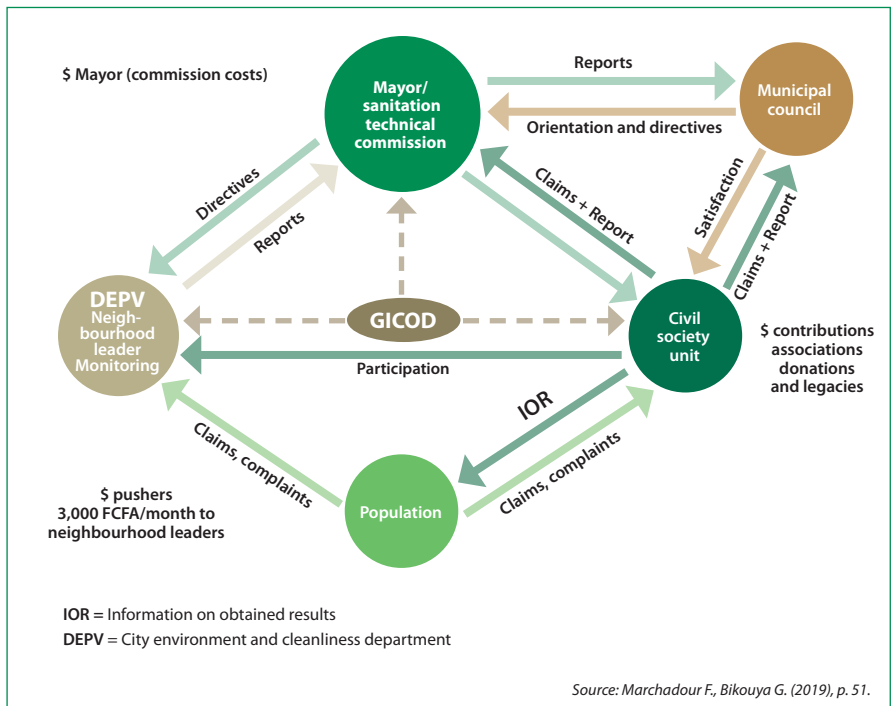 $ Mayor (commission costs)
Mayor/
sanitation
technical
commission
Reports
Orientation and directives
Municipal
council
Directives
Reports
Claims + Report
Satisfaction
Claims + Report
DEPV
Neigh-
bourhood
leader
Monitoring
GICOD
Civil
society
unit
$ contributions
associations
donations
and legacies
Participation
IOR
Claims, complaints
Claims, complaints
Population
$ pushers
3,000 FCFA/month to
neighbourhood leaders
IOR = Information on obtained results
DEPV = City environment and cleanliness department
Source: Marchadour F., Bikouya G. (2019), p. 51.